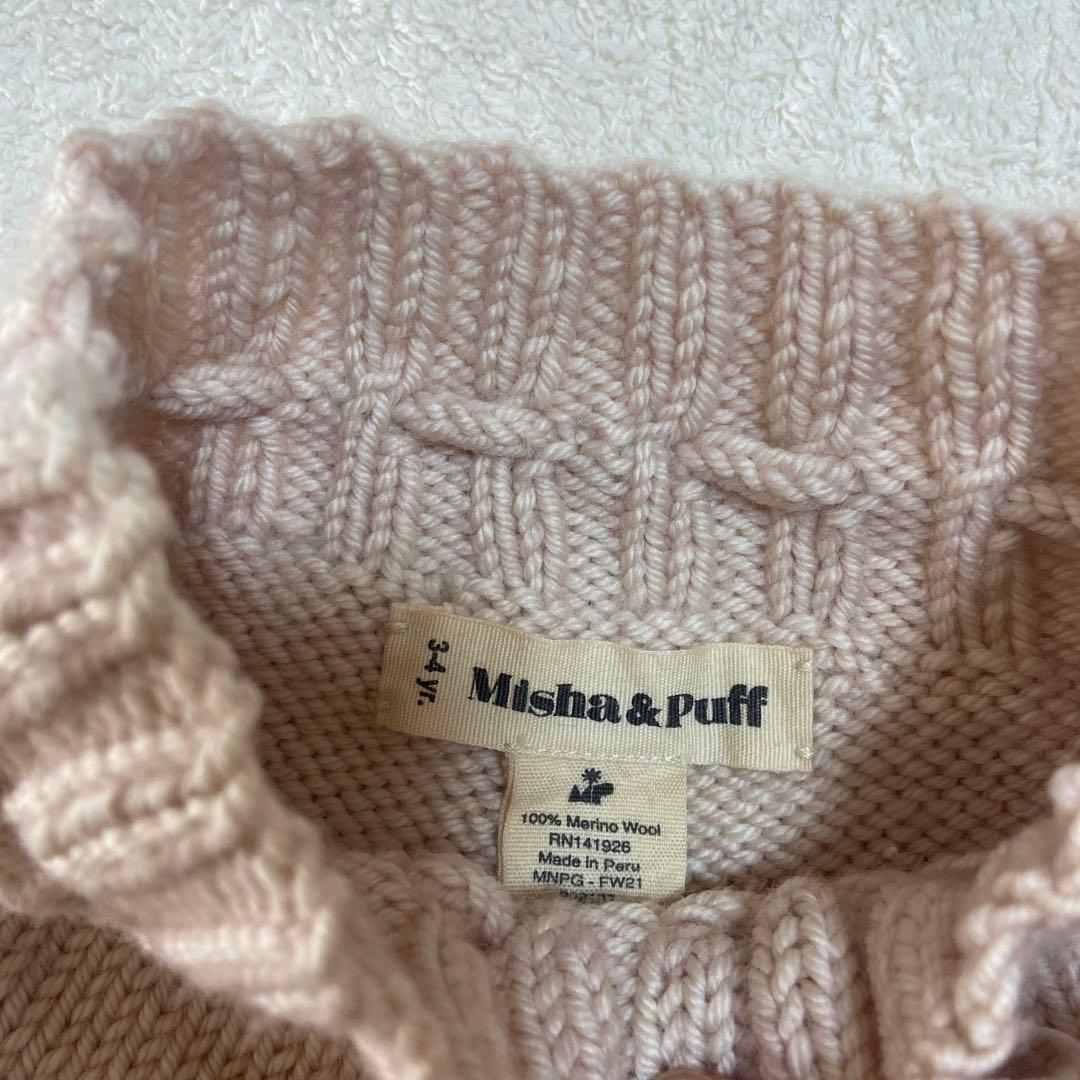 3-4 yr.
Misha & Puff
100% Merino Wool
RN141926
Made in Peru
MNPG - FW21